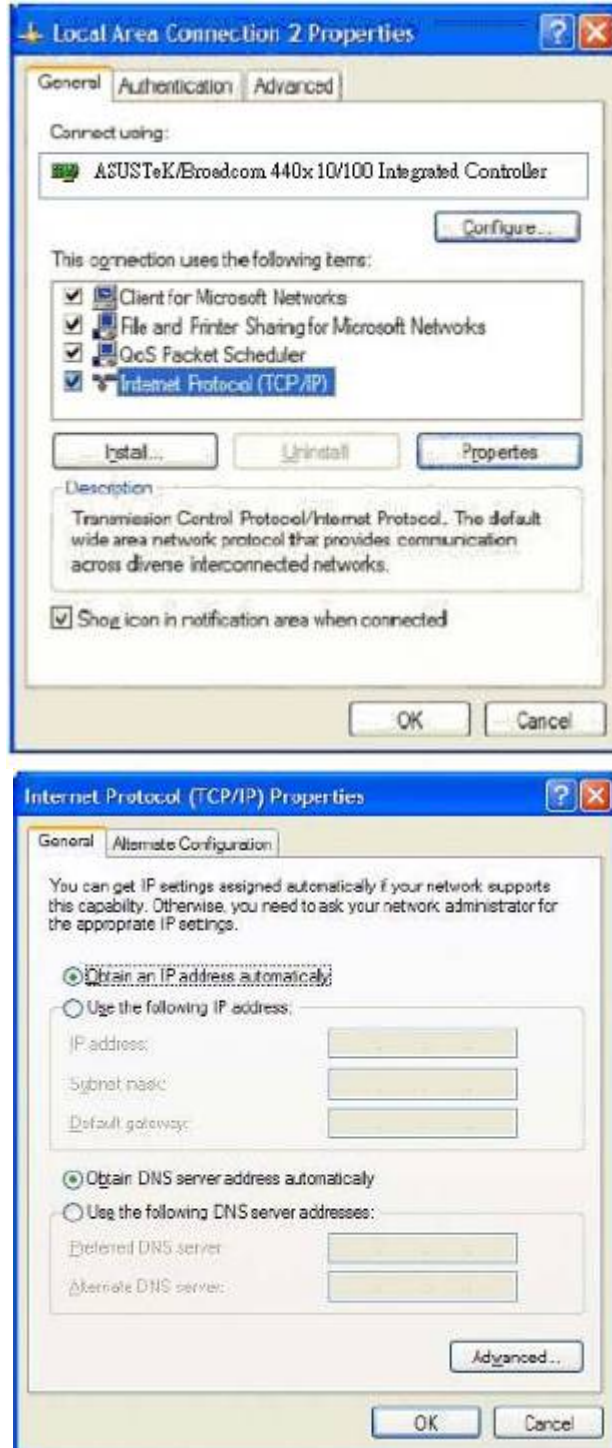 Local Area Connection 2 Properties
General
Authentication
Advanced
Connect using:
ASUSTeK/Broadcom 440x 10/100 Integrated Controller
Configure...
This connection uses the following items:
Client for Microsoft Networks
File and Printer Sharing for Microsoft Networks
QoS Packet Scheduler
Internet Protocol (TCP/IP)
Install...
Uninstall
Properties
Description
Transmission Control Protocol/Internet Protocol. The default
wide area network protocol that provides communication
across diverse interconnected networks.
Show icon in notification area when connected
OK
Cancel
Internet Protocol (TCP/IP) Properties
General
Alternate Configuration
You can get IP settings assigned automatically if your network supports
this capability. Otherwise, you need to ask your network administrator for
the appropriate IP settings.
Obtain an IP address automatically
Use the following IP address:
IP address:
Subnet mask:
Default gateway:
Obtain DNS server address automatically
Use the following DNS server addresses:
Preferred DNS server:
Alternate DNS server:
Advanced...
OK
Cancel